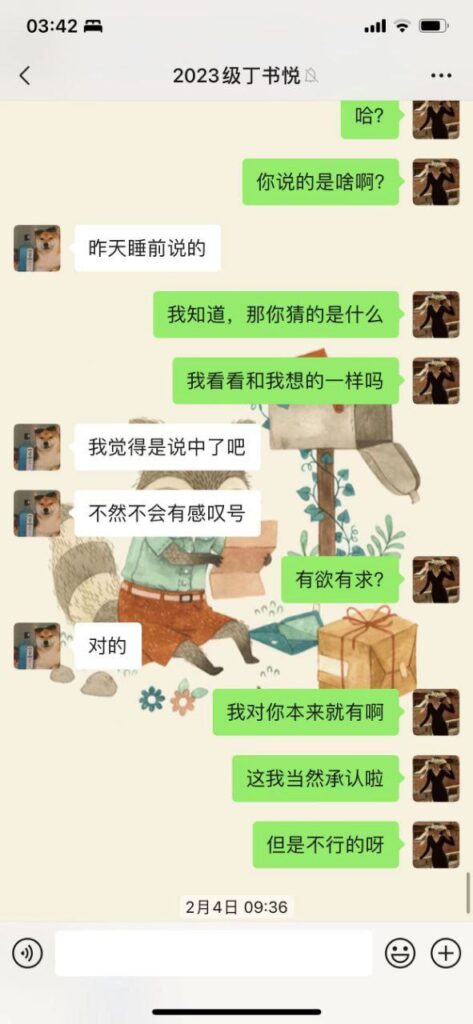 03:42
2023级丁书悦
哈?
你说的是啥啊?
昨天睡前说的
我知道，那你猜的是什么
我看看和我想的一样吗
我觉得是说中了吧
不然不会有感叹号
有欲有求?
对的
我对你本来就有啊
这我当然承认啦
但是不行的呀
2月4日 09:36